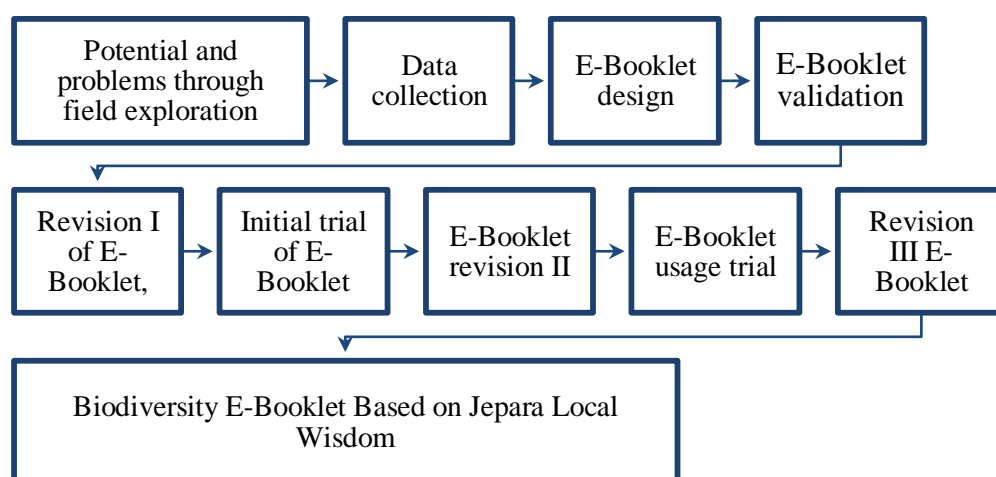 Potential and
problems through
field exploration
Data
collection
E-Booklet
design
E-Booklet
validation
Revision I
of E-
Booklet,
Initial trial
of E-
Booklet
E-Booklet
revision II
E-Booklet
usage trial
Revision
III E-
Booklet
Biodiversity E-Booklet Based on Jepara Local
Wisdom